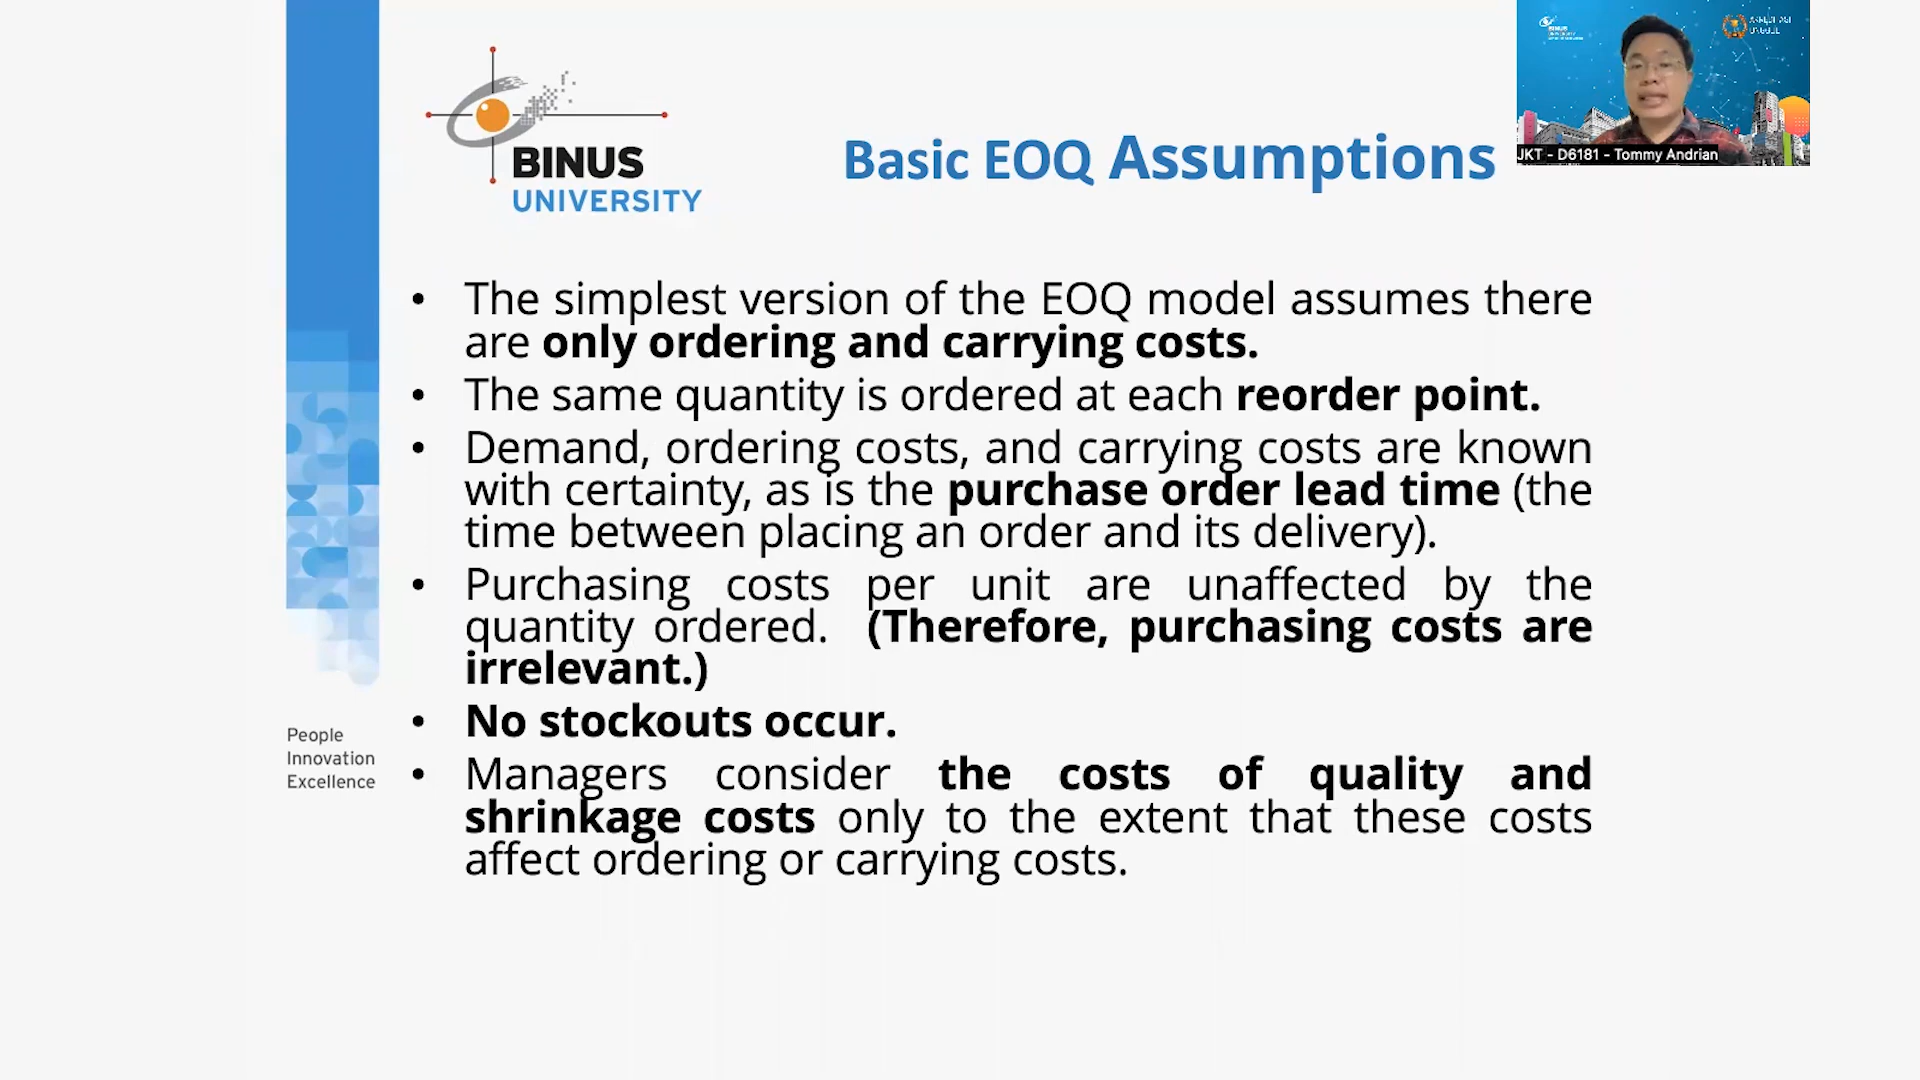 BINUS
UNIVERSITY
Basic EOQ Assumptions
JKT - D6181 - Tommy Andrian
• The simplest version of the EOQ model assumes there
are only ordering and carrying costs.
• The same quantity is ordered at each reorder point.
• Demand, ordering costs, and carrying costs are known
with certainty, as is the purchase order lead time (the
time between placing an order and its delivery).
• Purchasing costs per unit are unaffected by the
quantity ordered. (Therefore, purchasing costs are
irrelevant.)
• No stockouts occur.
• Managers consider the costs of quality and
shrinkage costs only to the extent that these costs
affect ordering or carrying costs.
People
Innovation
Excellence